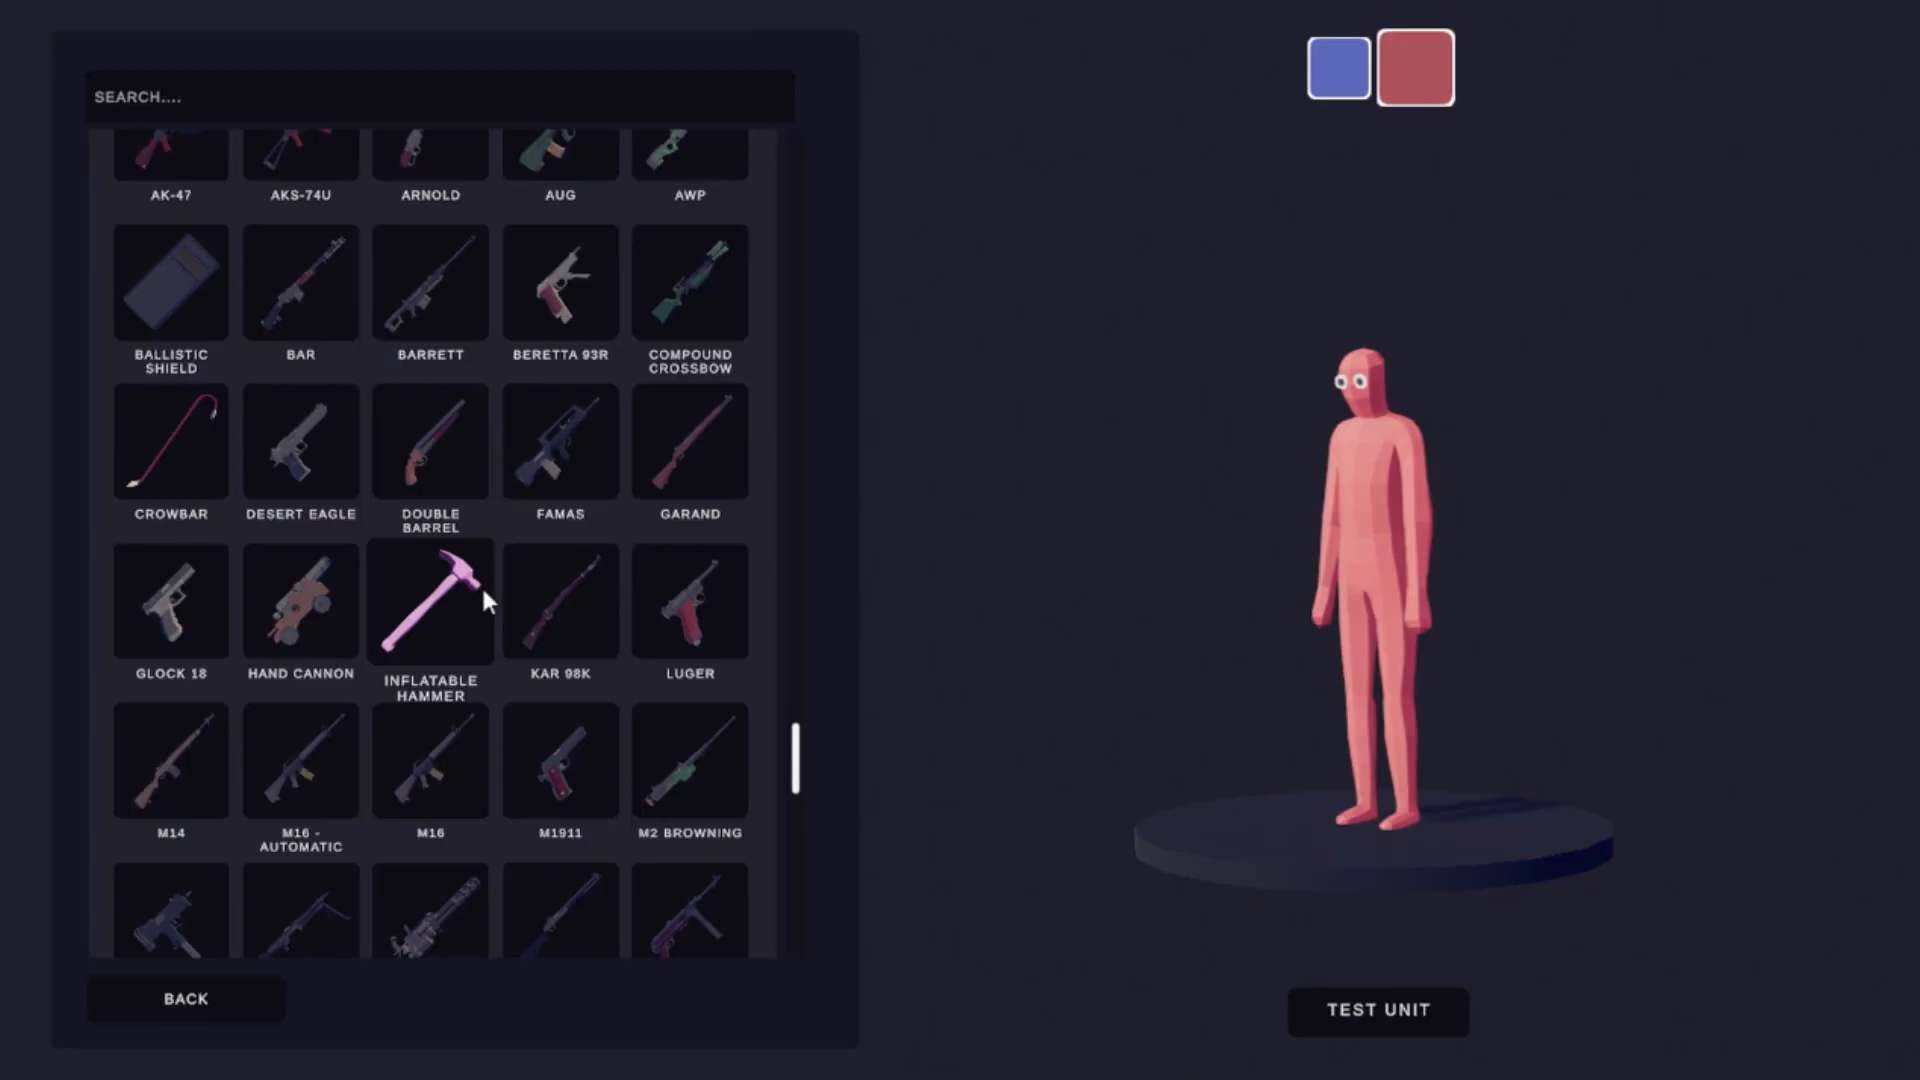 SEARCH....
AK-47
AKS-74U
ARNOLD
AUG
AWP
BALLISTIC
SHIELD
BAR
BARRETT
BERETTA 93R
COMPOUND
CROSSBOW
CROWBAR
DESERT EAGLE
DOUBLE
BARREL
FAMAS
GARAND
GLOCK 18
HAND CANNON
INFLATABLE
HAMMER
KAR 98K
LUGER
M14
M16 -
AUTOMATIC
M16
M1911
M2 BROWNING
BACK
TEST UNIT